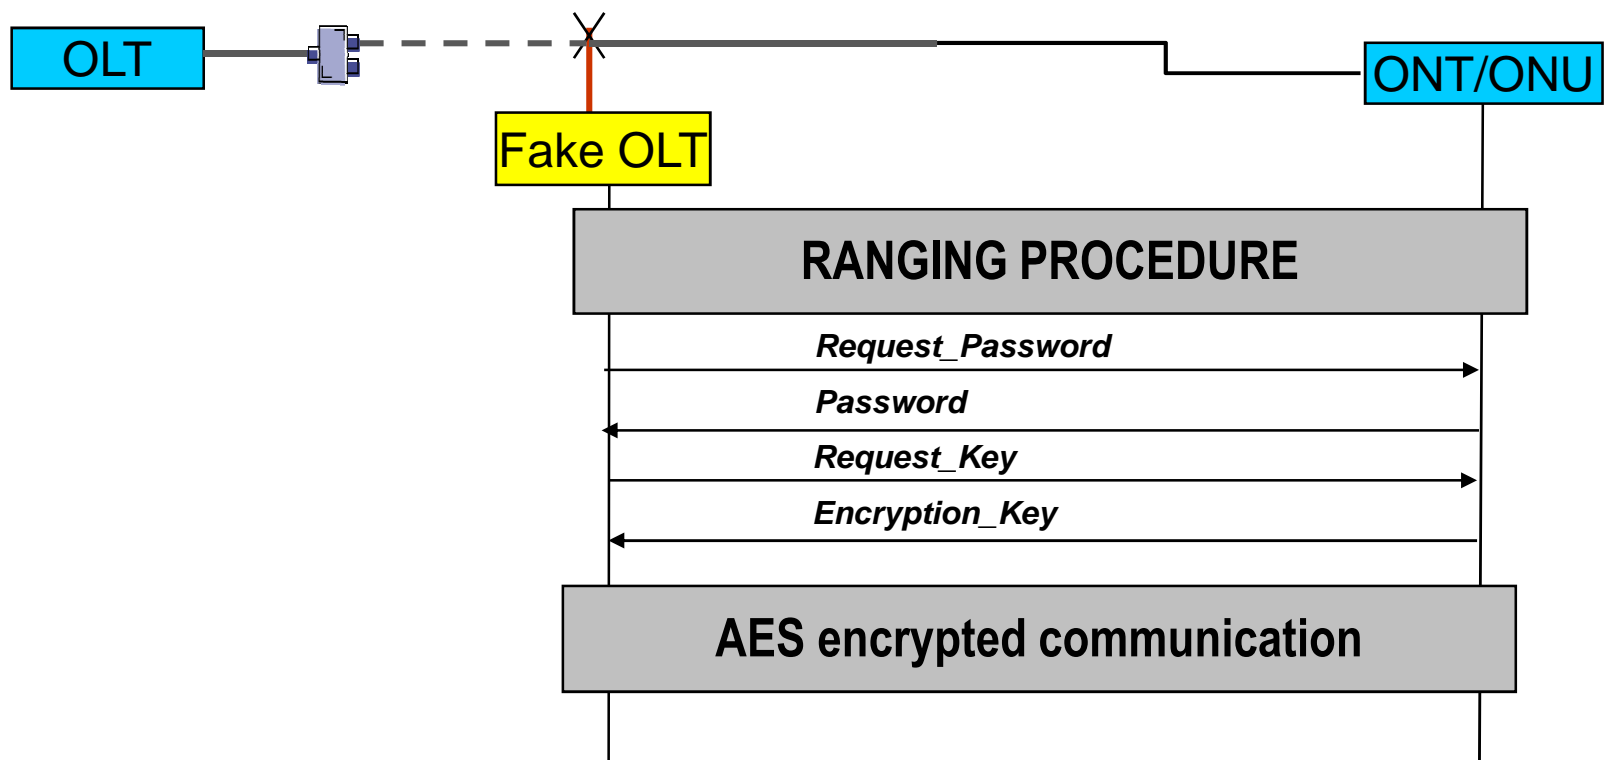 OLT
ONT/ONU
Fake OLT
RANGING PROCEDURE
Request_Password
Password
Request_Key
Encryption_Key
AES encrypted communication